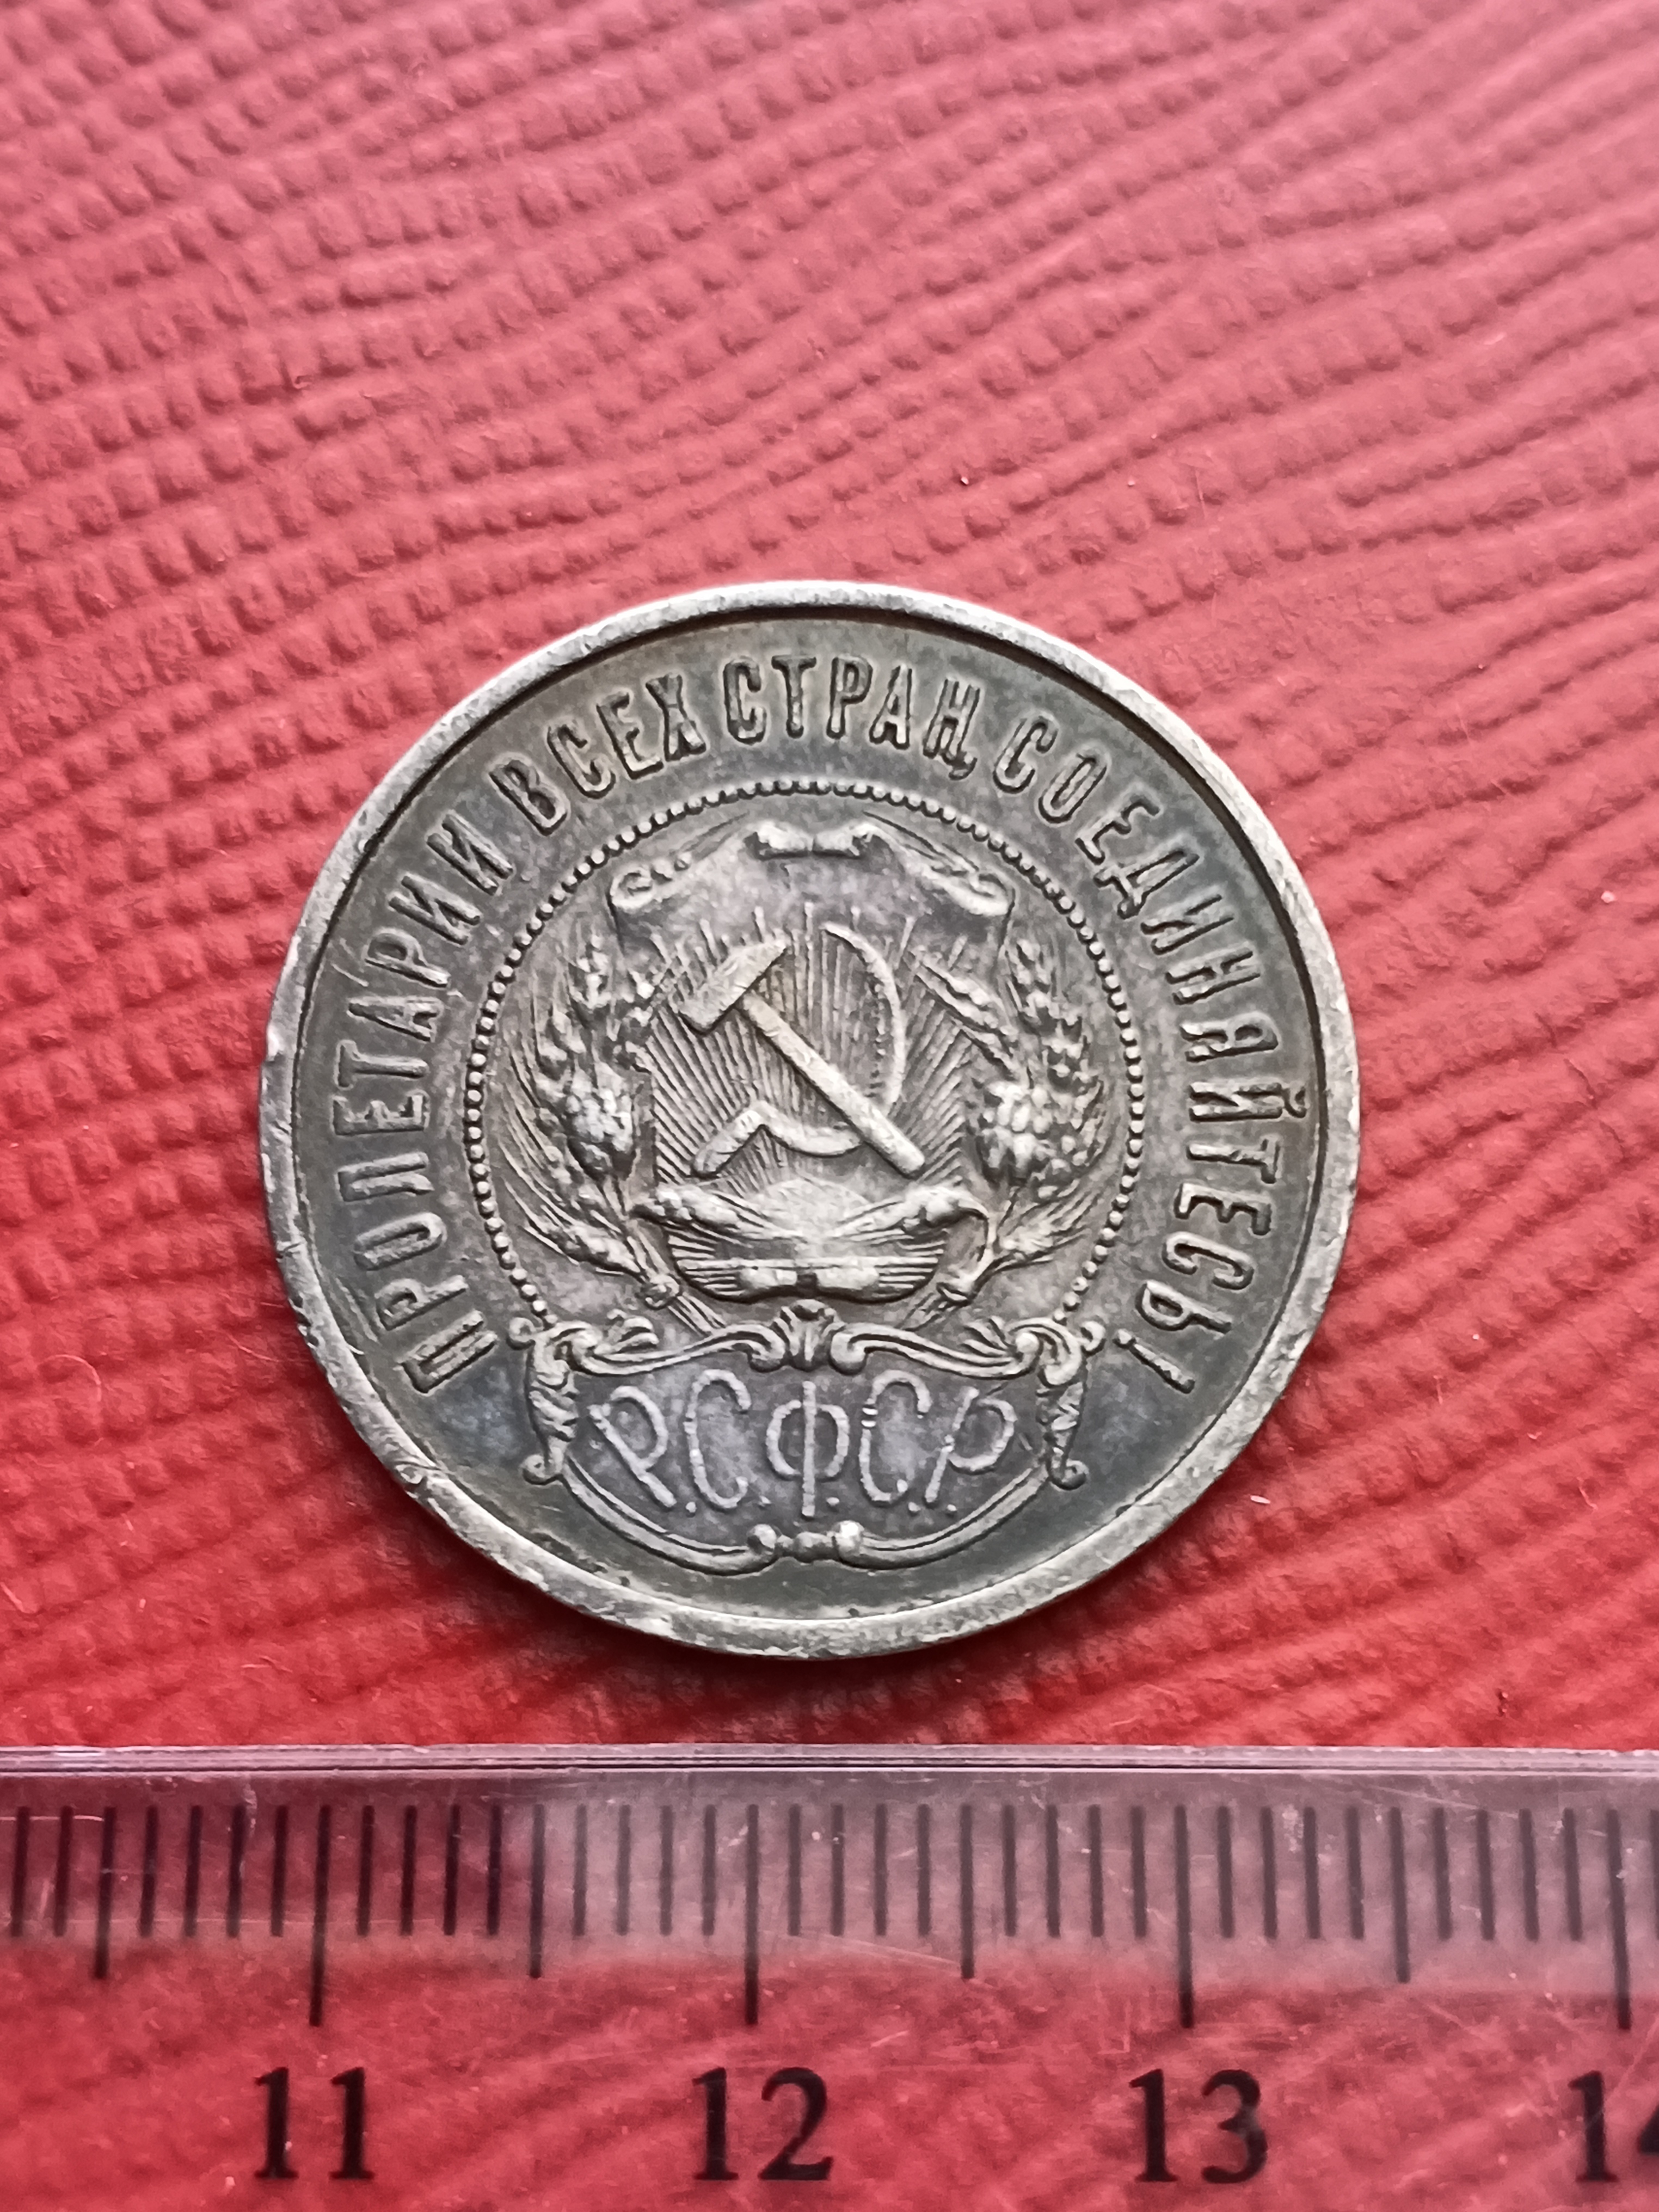 ПРОЛЕТАРИИ ВСЕХ СТРАН, СОЕДИНЯЙТЕСЬ!
Р.С.Ф.С.Р.
11 12 13 14